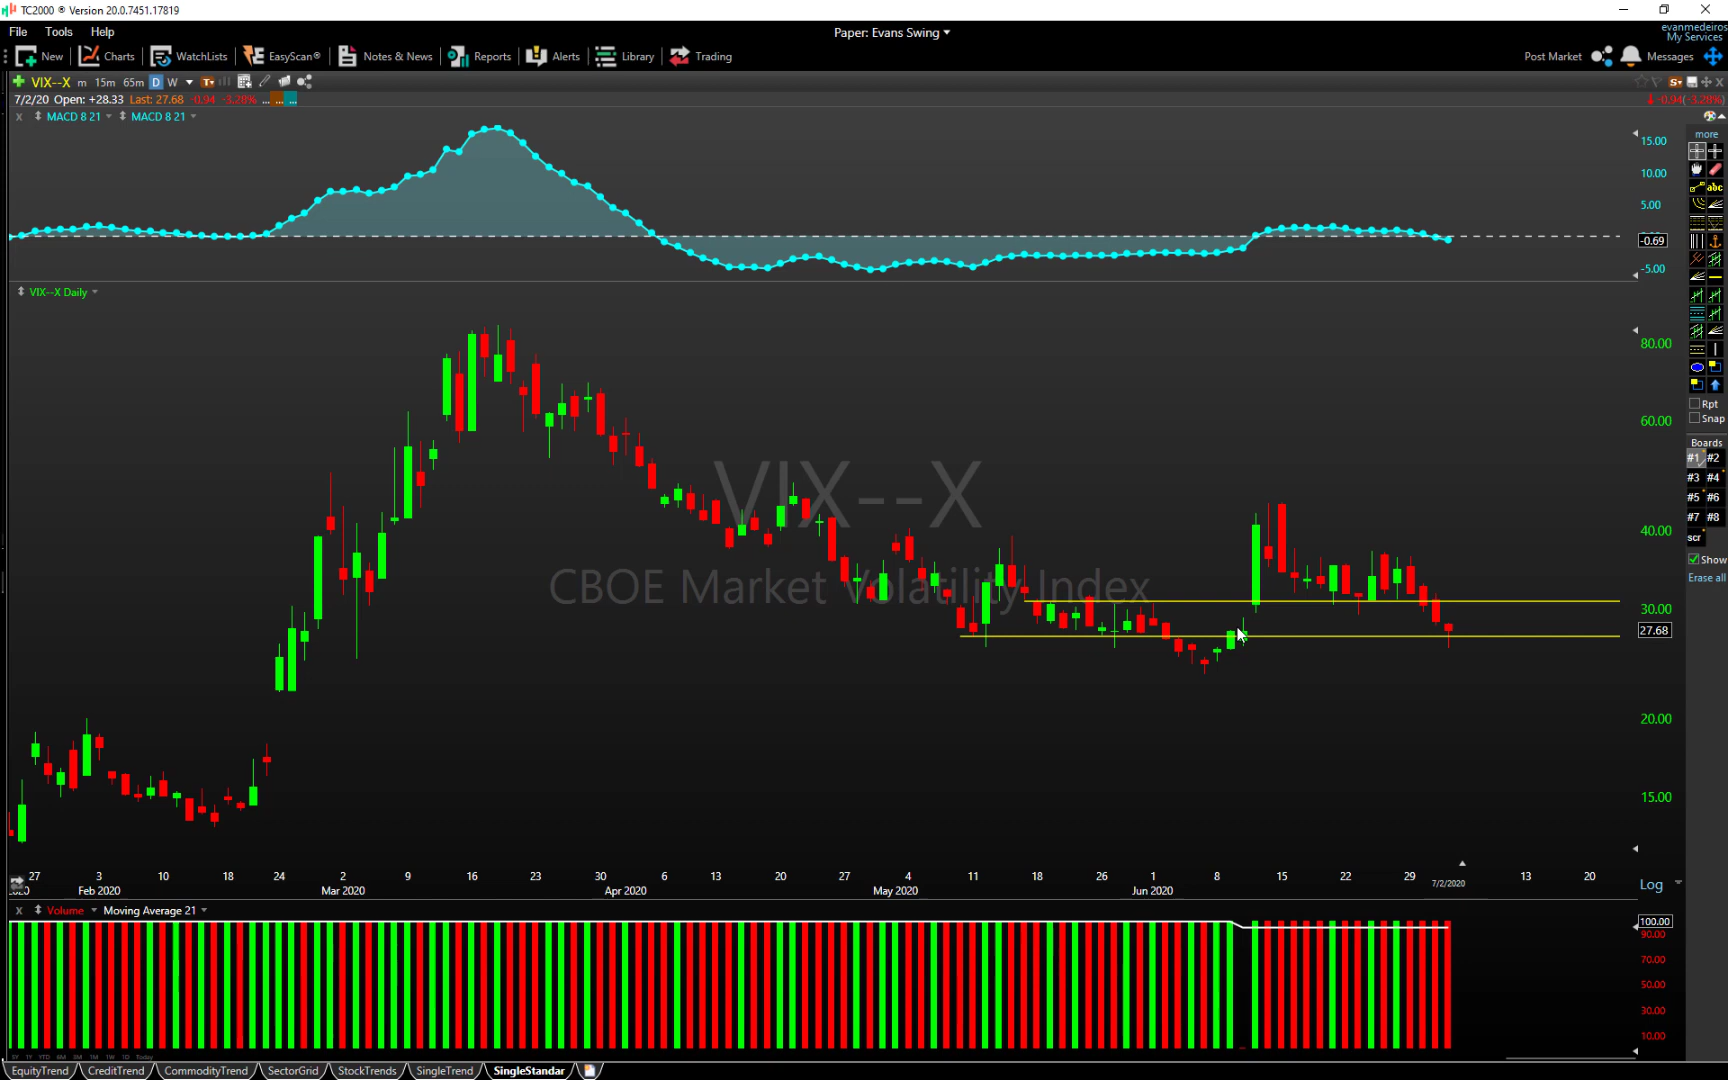 TC2000 ® Version 20.0.7451.17819
evanmedeiros
File Tools Help
Paper: Evans Swing
My Services
New Charts WatchLists EasyScan® Notes & News Reports Alerts Library Trading
Post Market Messages
VIX--X m 15m 65m D W
7/2/20 Open: +28.33 Last: 27.68 -0.94 -3.28% ... ... ...
-0.94(-3.28%)
MACD 8 21 MACD 8 21
more
15.00
10.00
5.00
-0.69
-5.00
VIX--X Daily
80.00
60.00
40.00
30.00
27.68
20.00
15.00
VIX--X
CBOE Market Volatility Index
abc
Rpt
Snap
Boards
#1 #2
#3 #4
#5 #6
#7 #8
scr
Show
Erase all
27 3 10 18 24 2 9 16 23 30 6 13 20 27 4 11 18 26 1 8 15 22 29 13 20
Feb 2020 Mar 2020 April 2020 May 2020 Jun 2020 7/2/2020
Log
Volume Moving Average 21
100.00
90.00
70.00
50.00
30.00
10.00
EquityTrend CreditTrend CommodityTrend SectorGrid StockTrends SingleTrend SingleStandar